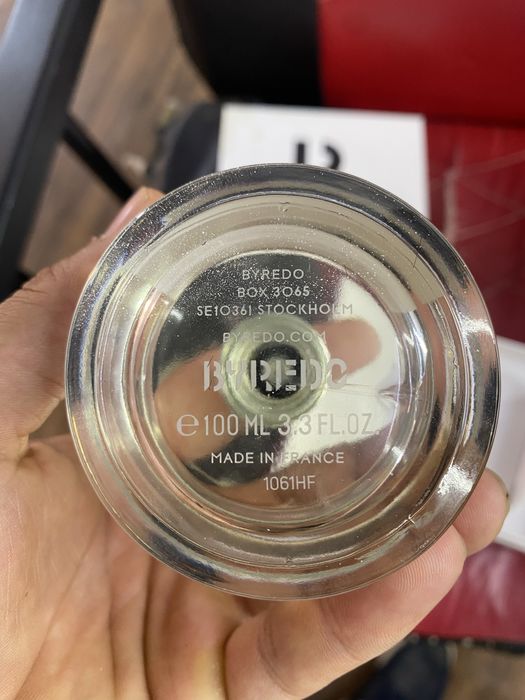 BYREDO
BOX 3065
SE10361 STOCKHOLM
BYREDO.COM
BYREDO
℮100 ML 3.3 FL.OZ.
MADE IN FRANCE
1061HF